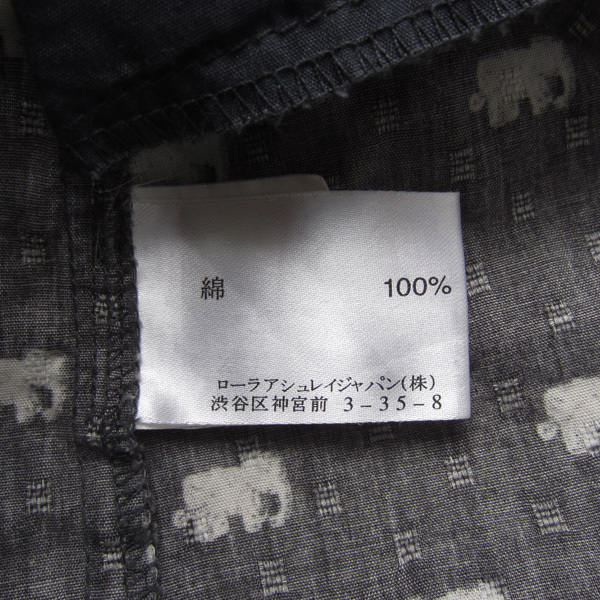 綿 100%
ローラアシュレイジャパン(株)
渋谷区神宮前 3-35-8